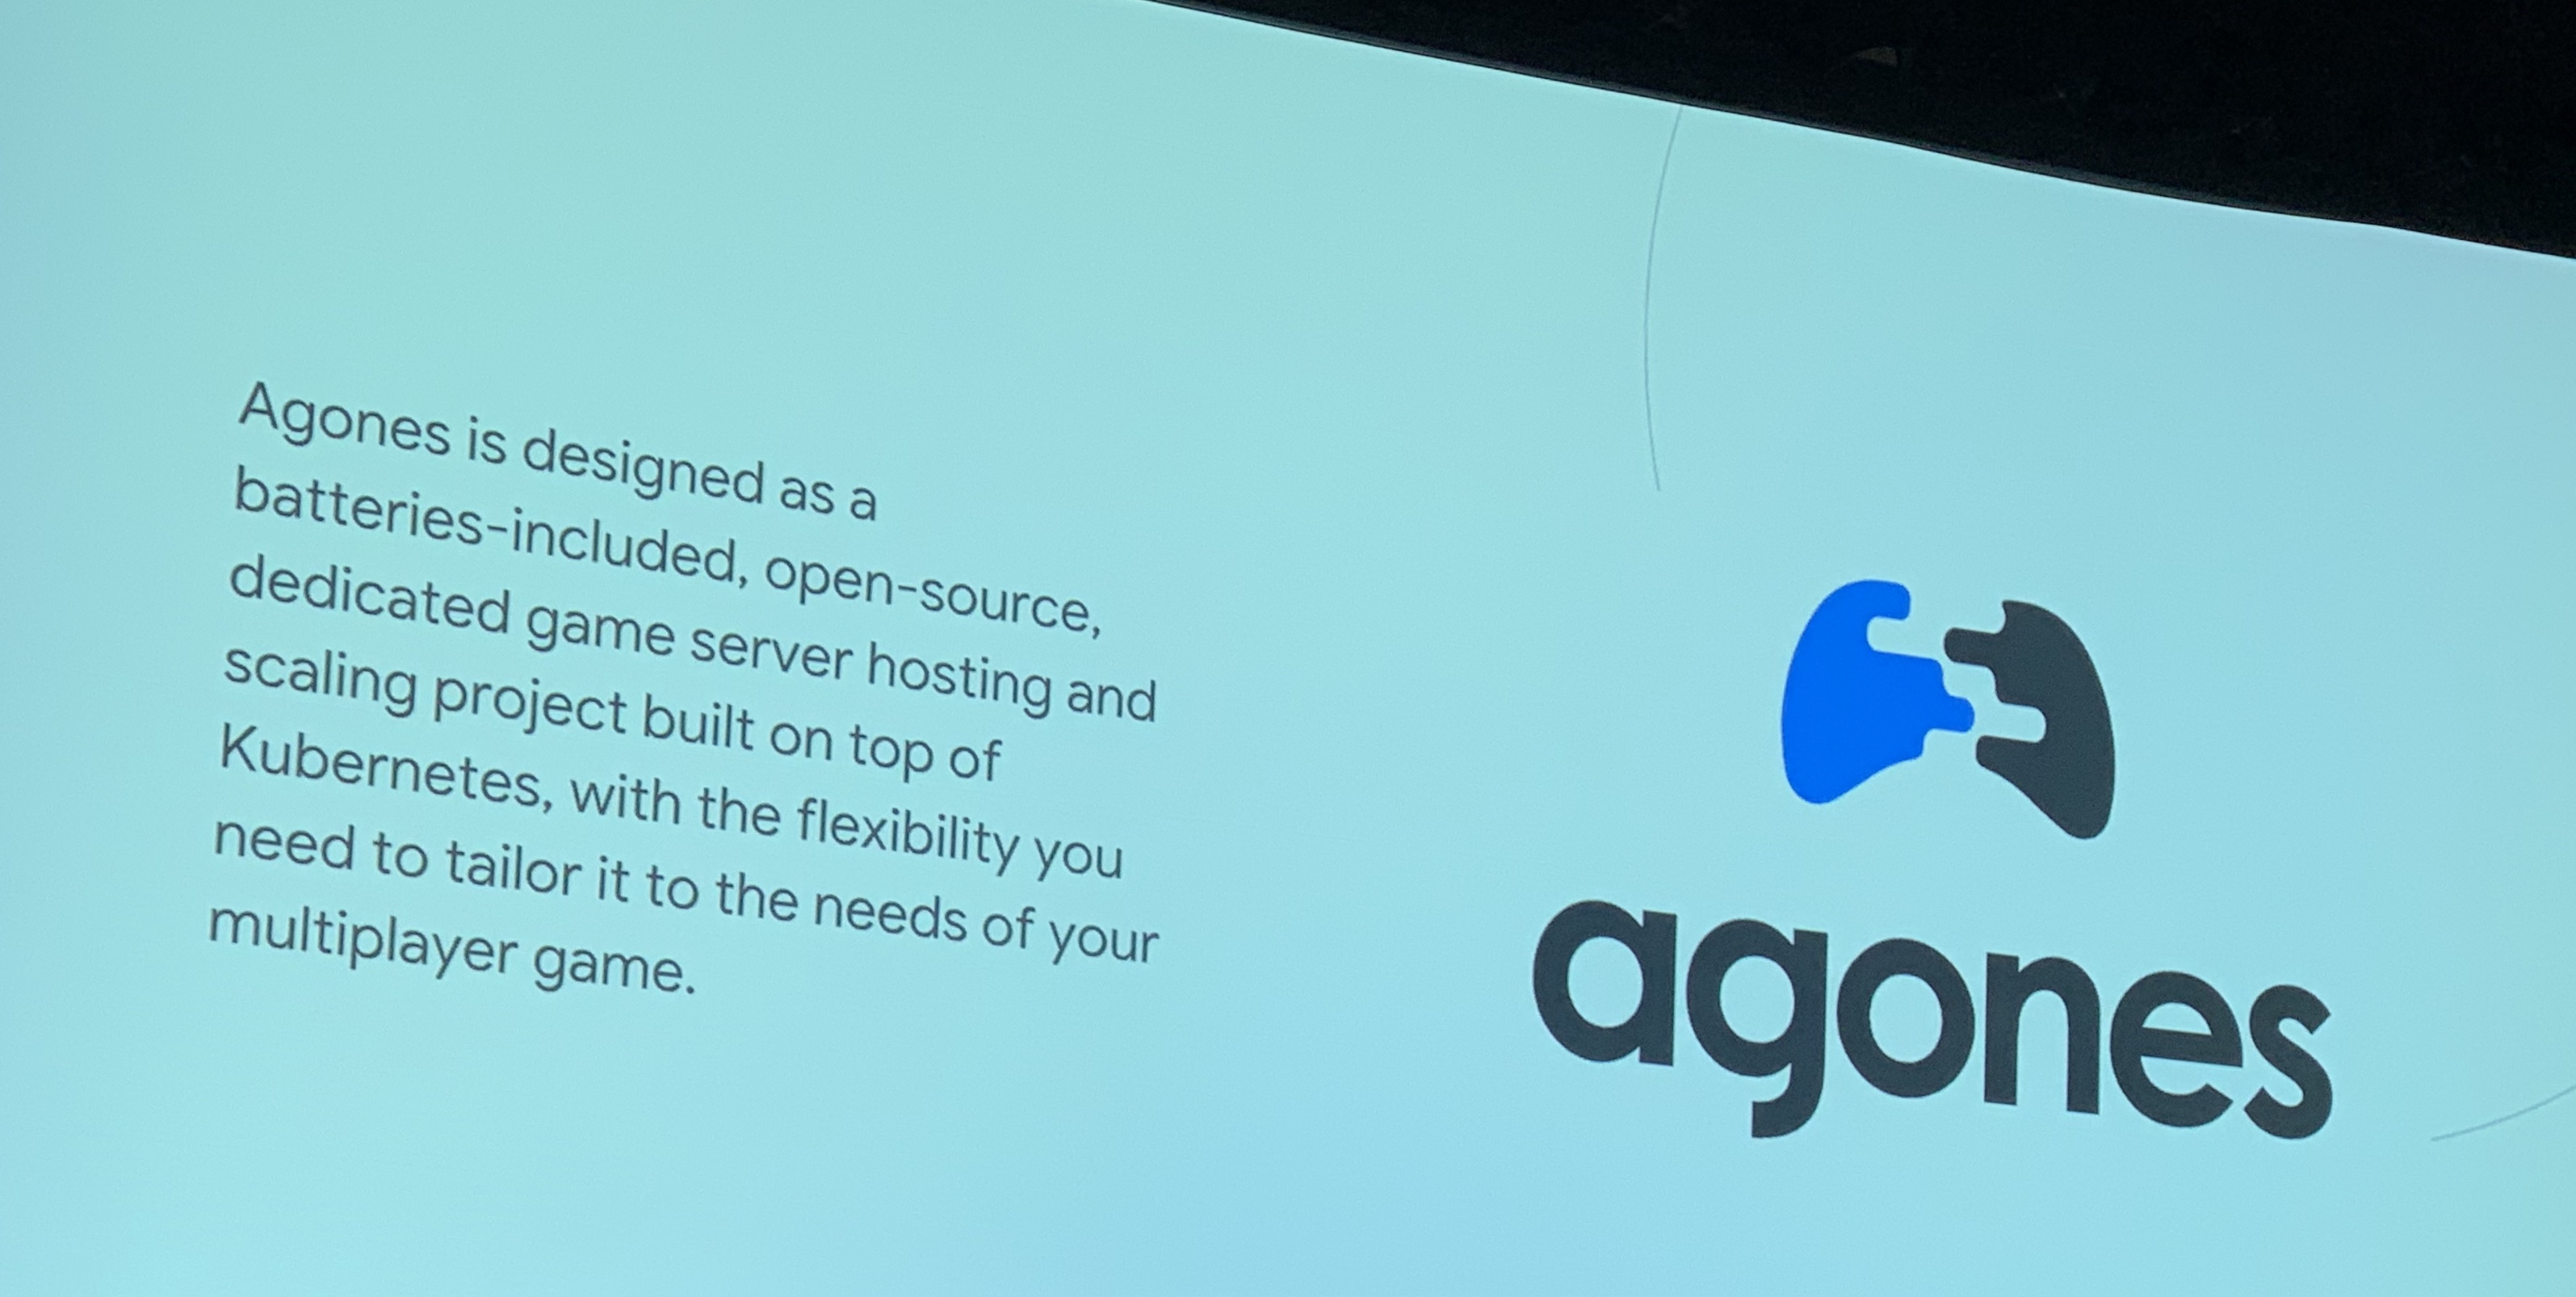 Agones is designed as a
batteries-included, open-source,
dedicated game server hosting and
scaling project built on top of
Kubernetes, with the flexibility you
need to tailor it to the needs of your
multiplayer game.
agones